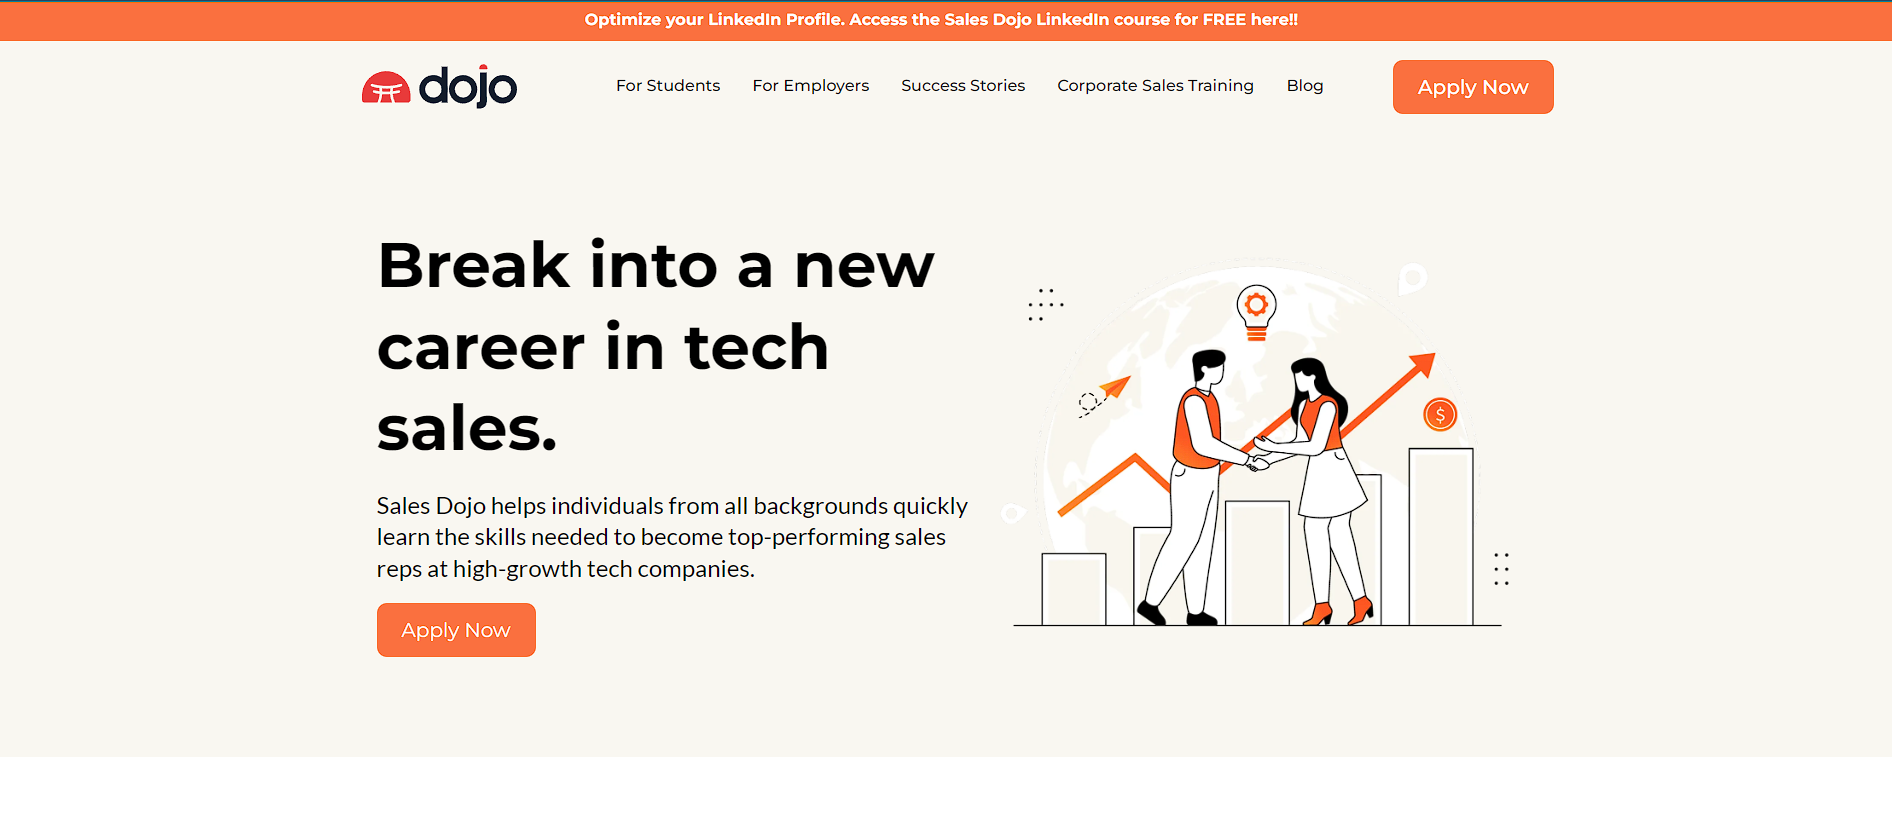 Optimize your LinkedIn Profile. Access the Sales Dojo LinkedIn course for FREE here!!
dojo
For Students
For Employers
Success Stories
Corporate Sales Training
Blog
Apply Now
Break into a new
career in tech
sales.
Sales Dojo helps individuals from all backgrounds quickly
learn the skills needed to become top-performing sales
reps at high-growth tech companies.
Apply Now
$